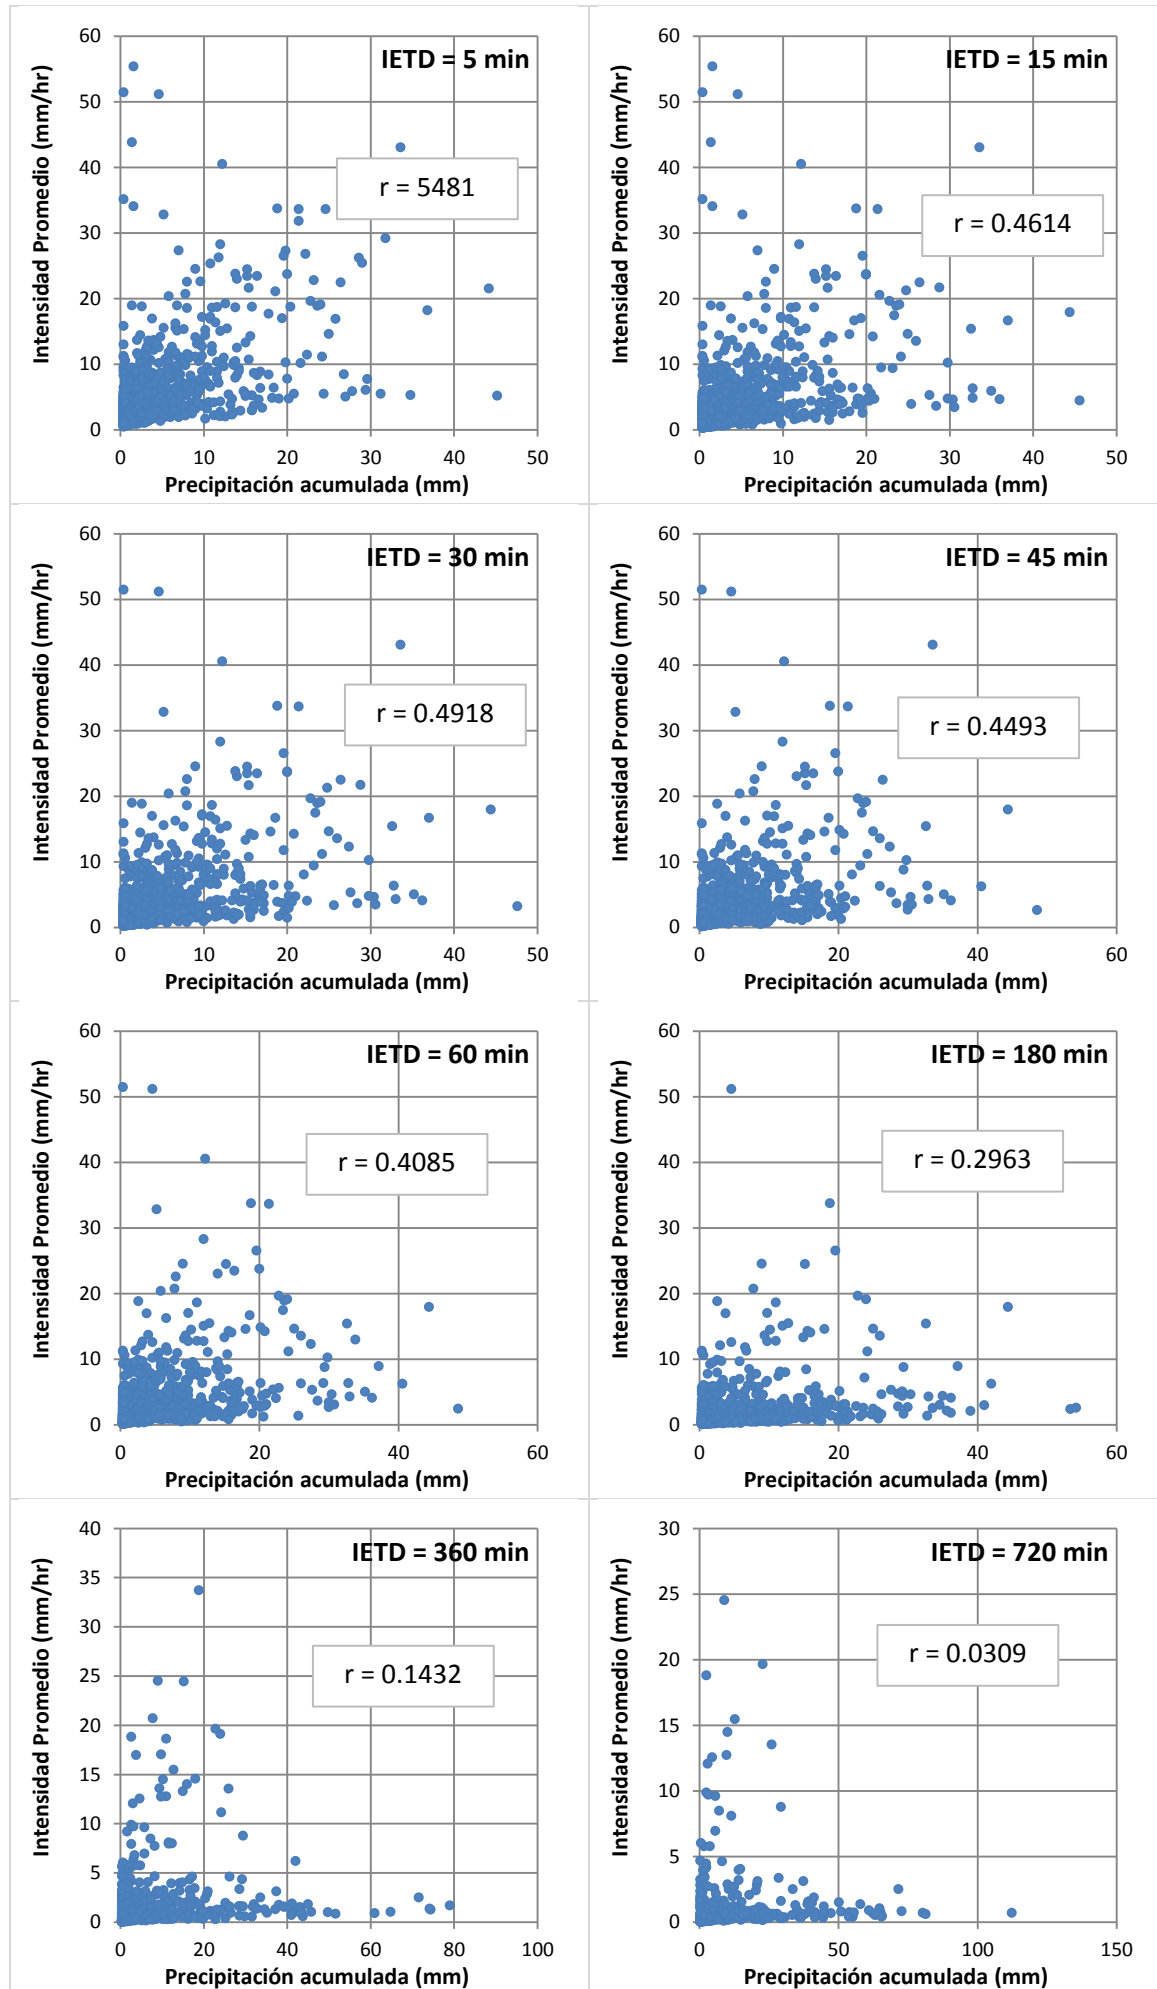 IETD = 5 min
Intensidad Promedio (mm/hr)
60
50
40
30
20
10
0
r = 5481
0 10 20 30 40 50
Precipitación acumulada (mm)
IETD = 15 min
Intensidad Promedio (mm/hr)
60
50
40
30
20
10
0
r = 0.4614
0 10 20 30 40 50
Precipitación acumulada (mm)
IETD = 30 min
Intensidad Promedio (mm/hr)
60
50
40
30
20
10
0
r = 0.4918
0 10 20 30 40 50
Precipitación acumulada (mm)
IETD = 45 min
Intensidad Promedio (mm/hr)
60
50
40
30
20
10
0
r = 0.4493
0 20 40 60
Precipitación acumulada (mm)
IETD = 60 min
Intensidad Promedio (mm/hr)
60
50
40
30
20
10
0
r = 0.4085
0 20 40 60
Precipitación acumulada (mm)
IETD = 180 min
Intensidad Promedio (mm/hr)
60
50
40
30
20
10
0
r = 0.2963
0 20 40 60
Precipitación acumulada (mm)
IETD = 360 min
Intensidad Promedio (mm/hr)
40
35
30
25
20
15
10
5
0
r = 0.1432
0 20 40 60 80 100
Precipitación acumulada (mm)
IETD = 720 min
Intensidad Promedio (mm/hr)
30
25
20
15
10
5
0
r = 0.0309
0 50 100 150
Precipitación acumulada (mm)